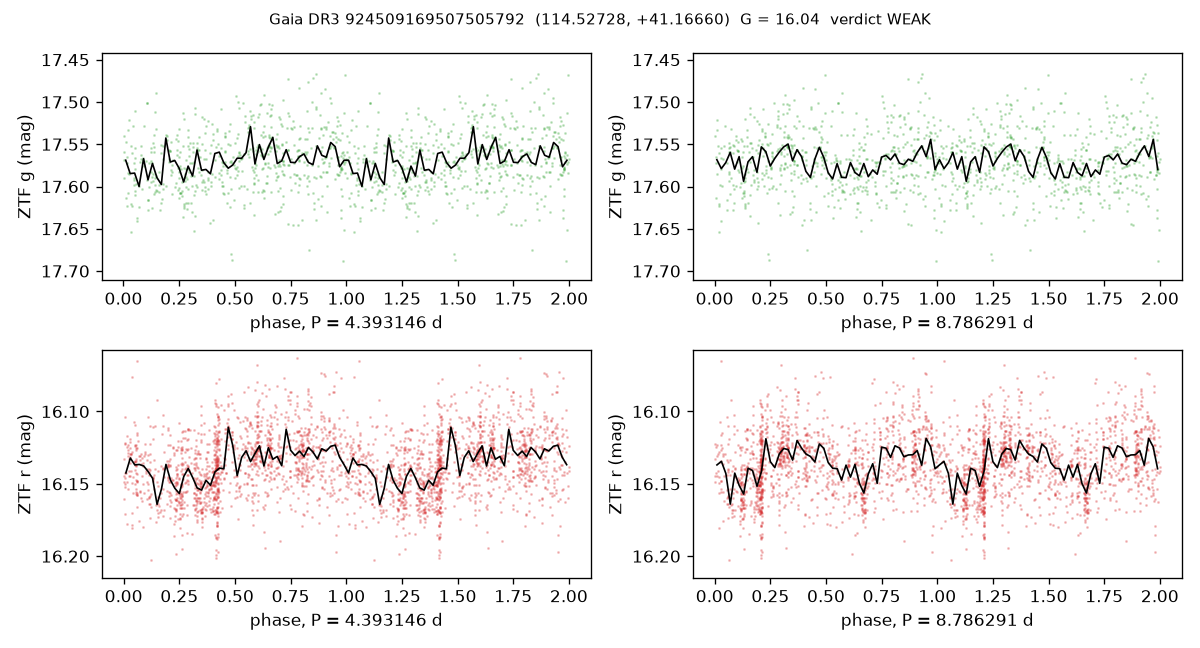 Gaia DR3 924509169507505792  (114.52728, +41.16660)  G = 16.04  verdict WEAK
ZTF g (mag)
17.45
17.50
17.55
17.60
17.65
17.70
0.00 0.25 0.50 0.75 1.00 1.25 1.50 1.75 2.00
phase, P = 4.393146 d
ZTF g (mag)
17.45
17.50
17.55
17.60
17.65
17.70
0.00 0.25 0.50 0.75 1.00 1.25 1.50 1.75 2.00
phase, P = 8.786291 d
ZTF r (mag)
16.10
16.15
16.20
0.00 0.25 0.50 0.75 1.00 1.25 1.50 1.75 2.00
phase, P = 4.393146 d
ZTF r (mag)
16.10
16.15
16.20
0.00 0.25 0.50 0.75 1.00 1.25 1.50 1.75 2.00
phase, P = 8.786291 d